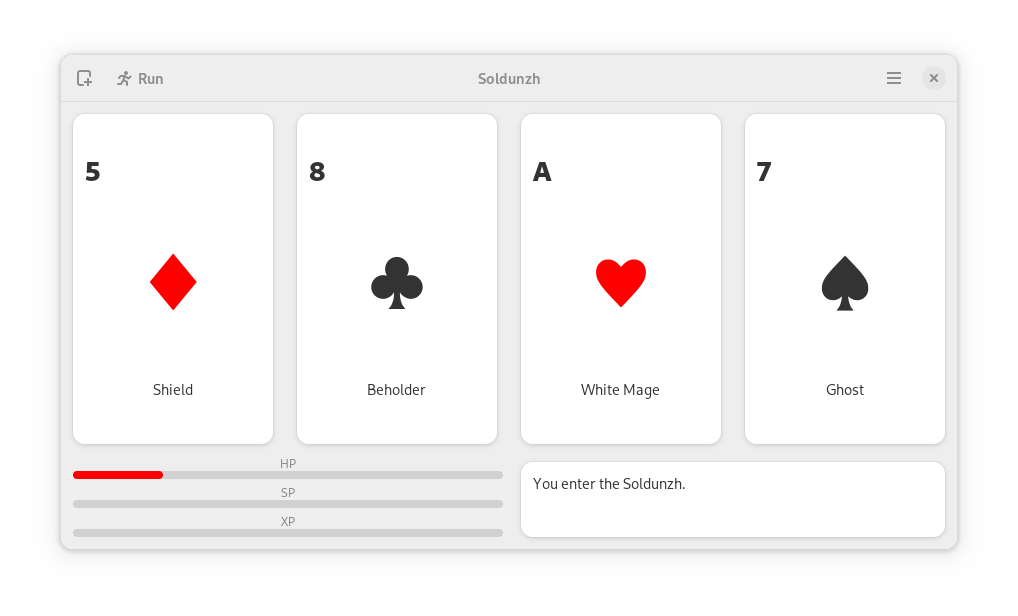 Run
Soldunzh
5
8
A
7
Shield
Beholder
White Mage
Ghost
HP
SP
XP
You enter the Soldunzh.